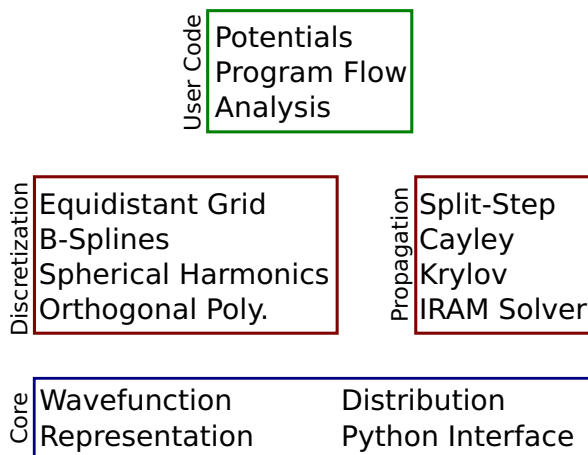 User Code
Potentials
Program Flow
Analysis
Discretization
Equidistant Grid
B-Splines
Spherical Harmonics
Orthogonal Poly.
Propagation
Split-Step
Cayley
Krylov
IRAM Solver
Core
Wavefunction Distribution
Representation Python Interface